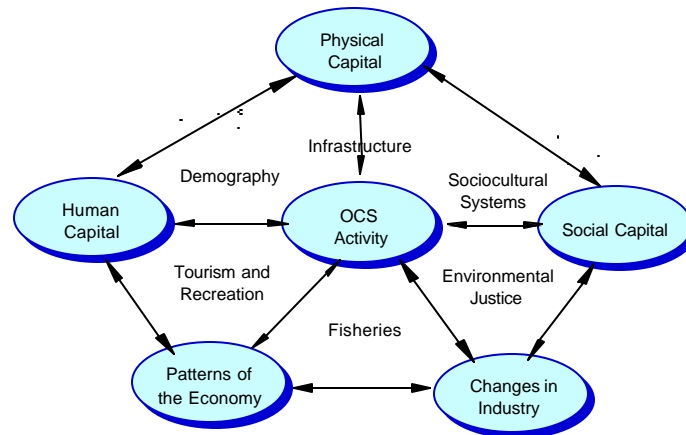 Physical
Capital
Infrastructure
Demography
Sociocultural
Systems
Human
Capital
OCS
Activity
Social Capital
Tourism and
Recreation
Environmental
Justice
Fisheries
Patterns of
the Economy
Changes in
Industry